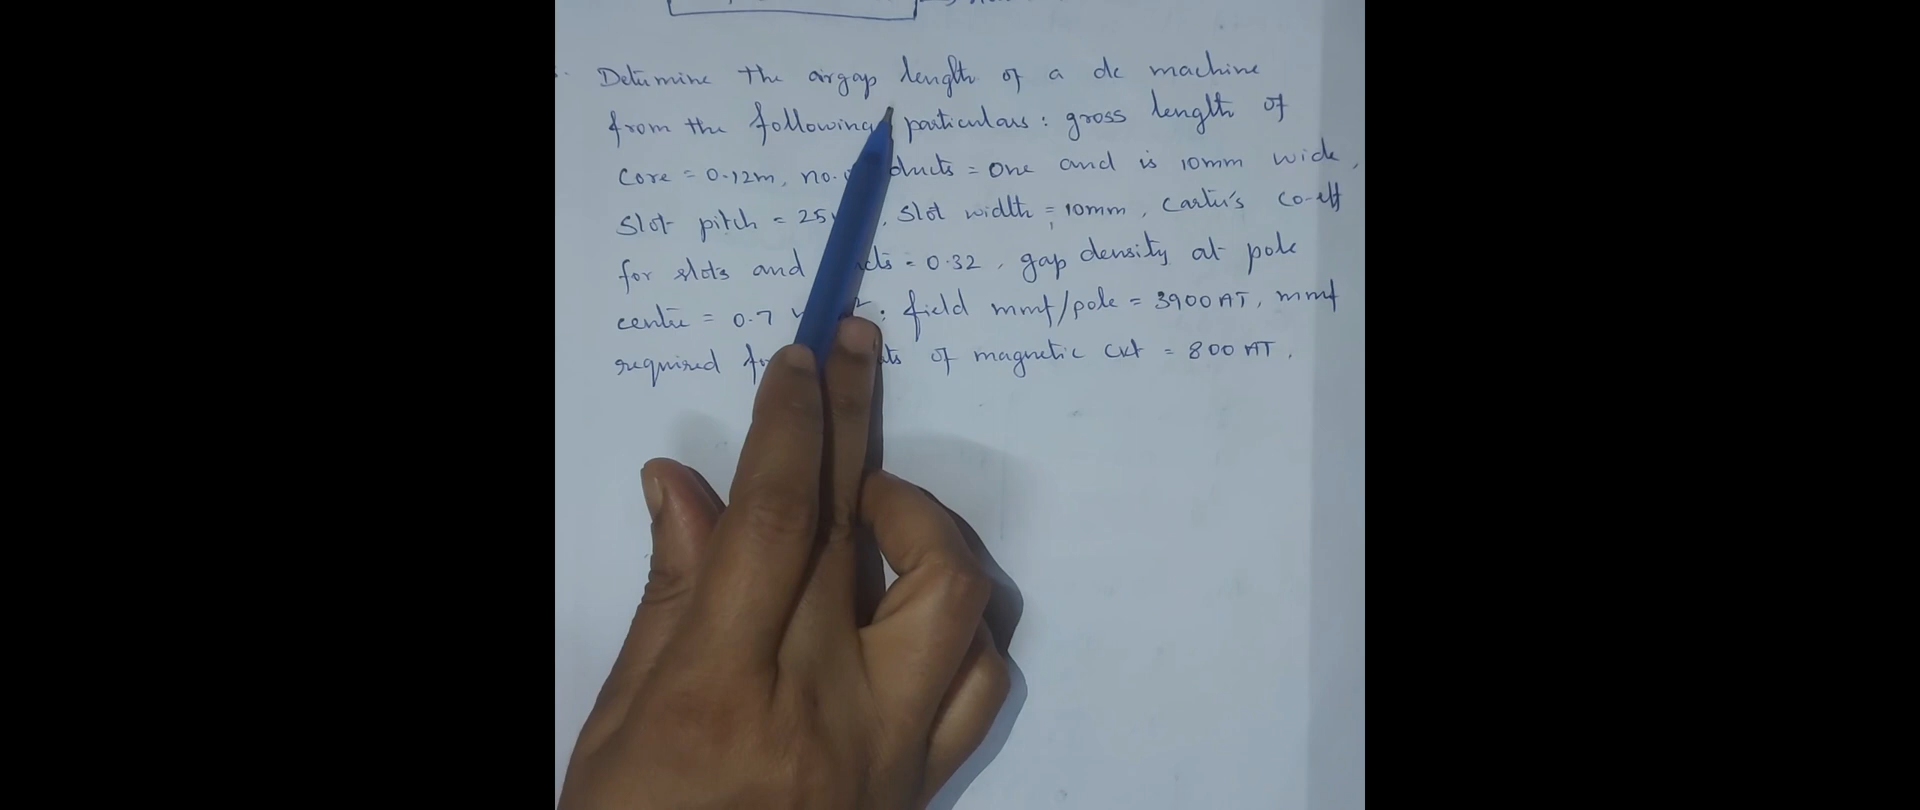 Determine the airgap length of a dc machine
from the following particulars : gross length of
core = 0.12m, no. ducts = one and is 10mm wide,
slot pitch = 25 , slot width = 10mm, Carter's co-eff
for slots and = 0.32, gap density at pole
centre = 0.7 ; field mmf/pole = 3900 AT, mmf
required of magnetic ckt = 800 AT.